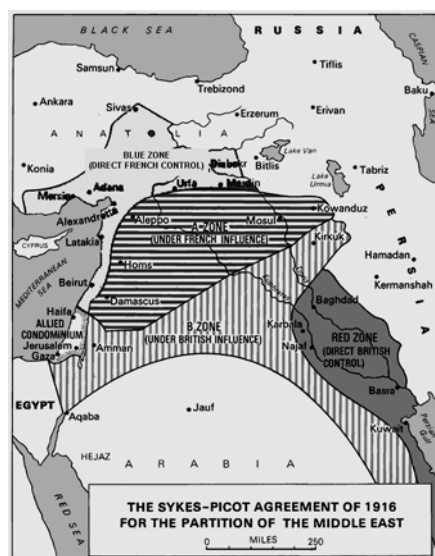 BLACK SEA
RUSSIA
CASPIAN
SEA
Samsun
Trebizond
Tiflis
Baku
Ankara
Sivas
Erzerum
Erivan
ANATOLIA
BLUE ZONE
(DIRECT FRENCH CONTROL)
Lake Van
Bitlis
Konia
Lake
Urmia
Tabriz
Mersin
Adana
Urfa
Mardin
Alexandretta
Aleppo
Mosul
Kowanduz
A-ZONE
(UNDER FRENCH INFLUENCE)
Kirkuk
CYPRUS
Latakia
PERSIA
MEDITERRANEAN
SEA
Homs
Hamadan
Kermanshah
Beirut
Damascus
Euphrates
Baghdad
Haifa
ALLIED
CONDOMINIUM
B ZONE
(UNDER BRITISH INFLUENCE)
Karbala
RED ZONE
(DIRECT BRITISH
CONTROL)
Jerusalem
Amman
Najaf
Gaza
Basra
EGYPT
Aqaba
Jauf
Kuwait
Persian
Gulf
HEJAZ
ARABIA
RED SEA
THE SYKES-PICOT AGREEMENT OF 1916
FOR THE PARTITION OF THE MIDDLE EAST
0 MILES 250